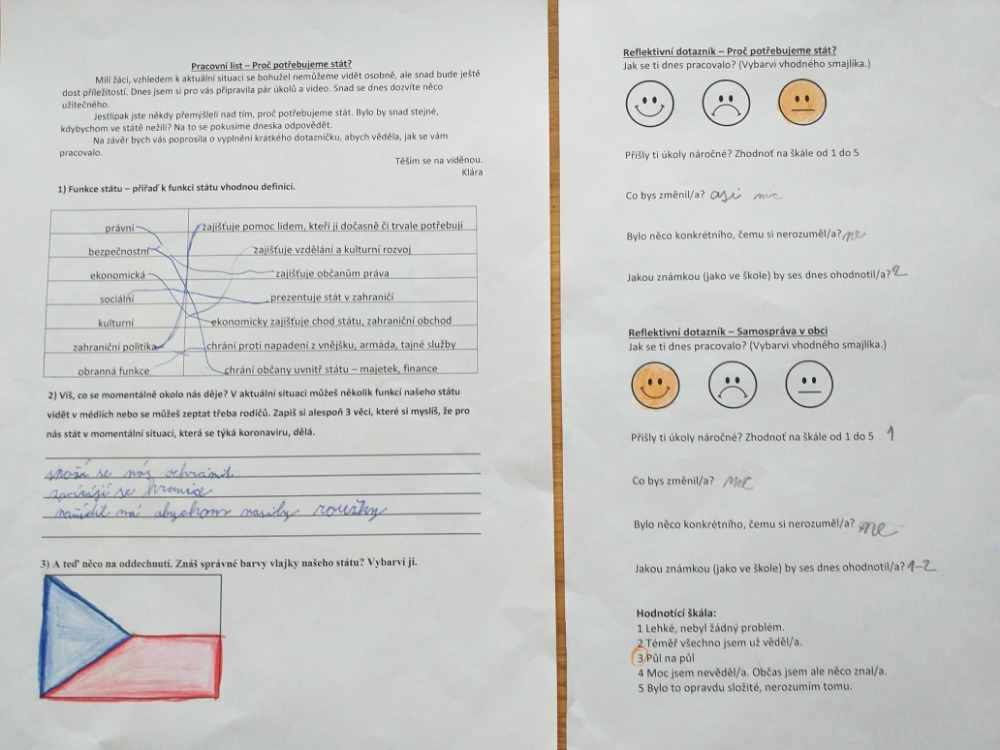 Pracovní list – Proč potřebujeme stát?
Milí žáci, vzhledem k aktuální situaci se bohužel nemůžeme vidět osobně, ale snad bude ještě
dost příležitostí. Dnes jsem si pro vás připravila pár úkolů a video. Snad se dnes dozvíte něco
užitečného.
Jestlipak jste někdy přemýšleli nad tím, proč potřebujeme stát. Bylo by snad stejné,
kdybychom ve státě nežili? Na to se pokusíme dneska odpovědět.
Na závěr bych vás poprosila o vyplnění krátkého dotazníčku, abych věděla, jak se vám
pracovalo.
Těším se na viděnou.
Klára
1) Funkce státu – přiřaď k funkci státu vhodnou definici.
právní zajišťuje pomoc lidem, kteří ji dočasně či trvale potřebují
bezpečnostní zajišťuje vzdělání a kulturní rozvoj
ekonomická zajišťuje občanům práva
sociální prezentuje stát v zahraničí
kulturní ekonomicky zajišťuje chod státu, zahraniční obchod
zahraniční politika chrání proti napadení z vnějšku, armáda, tajné služby
obranná funkce chrání občany uvnitř státu – majetek, finance
2) Víš, co se momentálně okolo nás děje? V aktuální situaci můžeš několik funkcí našeho státu
vidět v médiích nebo se můžeš zeptat třeba rodičů. Zapiš si alespoň 3 věci, které si myslíš, že pro
nás stát v momentální situaci, která se týká koronaviru, dělá.
snaží se nás ochránit
zavírají se hranice
nařídil abychom nosily roušky
3) A teď něco na oddechnutí. Znáš správné barvy vlajky našeho státu? Vybarvi ji.
Reflektivní dotazník – Proč potřebujeme stát?
Jak se ti dnes pracovalo? (Vybarvi vhodného smajlíka.)
Přišly ti úkoly náročné? Zhodnoť na škále od 1 do 5
Co bys změnil/a? asi nic
Bylo něco konkrétního, čemu si nerozuměl/a? ne
Jakou známkou (jako ve škole) by ses dnes ohodnotil/a? 2
Reflektivní dotazník – Samospráva v obci
Jak se ti dnes pracovalo? (Vybarvi vhodného smajlíka.)
Přišly ti úkoly náročné? Zhodnoť na škále od 1 do 5 1
Co bys změnil/a? nic
Bylo něco konkrétního, čemu si nerozuměl/a? ne
Jakou známkou (jako ve škole) by ses dnes ohodnotil/a? 1-2
Hodnotící škála:
1 Lehké, nebyl žádný problém.
2 Téměř všechno jsem už věděl/a.
3 Půl na půl
4 Moc jsem nevěděl/a. Občas jsem ale něco znal/a.
5 Bylo to opravdu složité, nerozumím tomu.